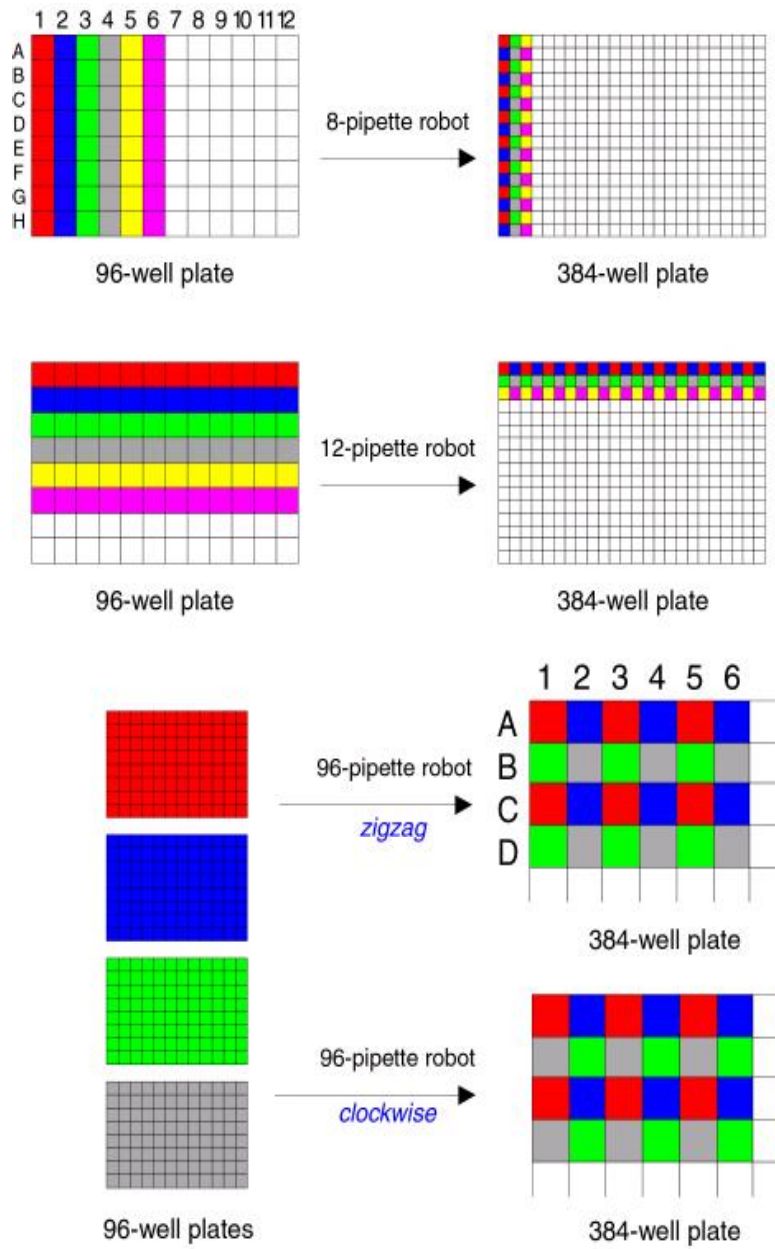 1 2 3 4 5 6 7 8 9 10 11 12
A
B
C
D
E
F
G
H
8-pipette robot
96-well plate
384-well plate
12-pipette robot
96-well plate
384-well plate
1 2 3 4 5 6
A
B
C
D
96-pipette robot
zigzag
384-well plate
96-pipette robot
clockwise
96-well plates
384-well plate